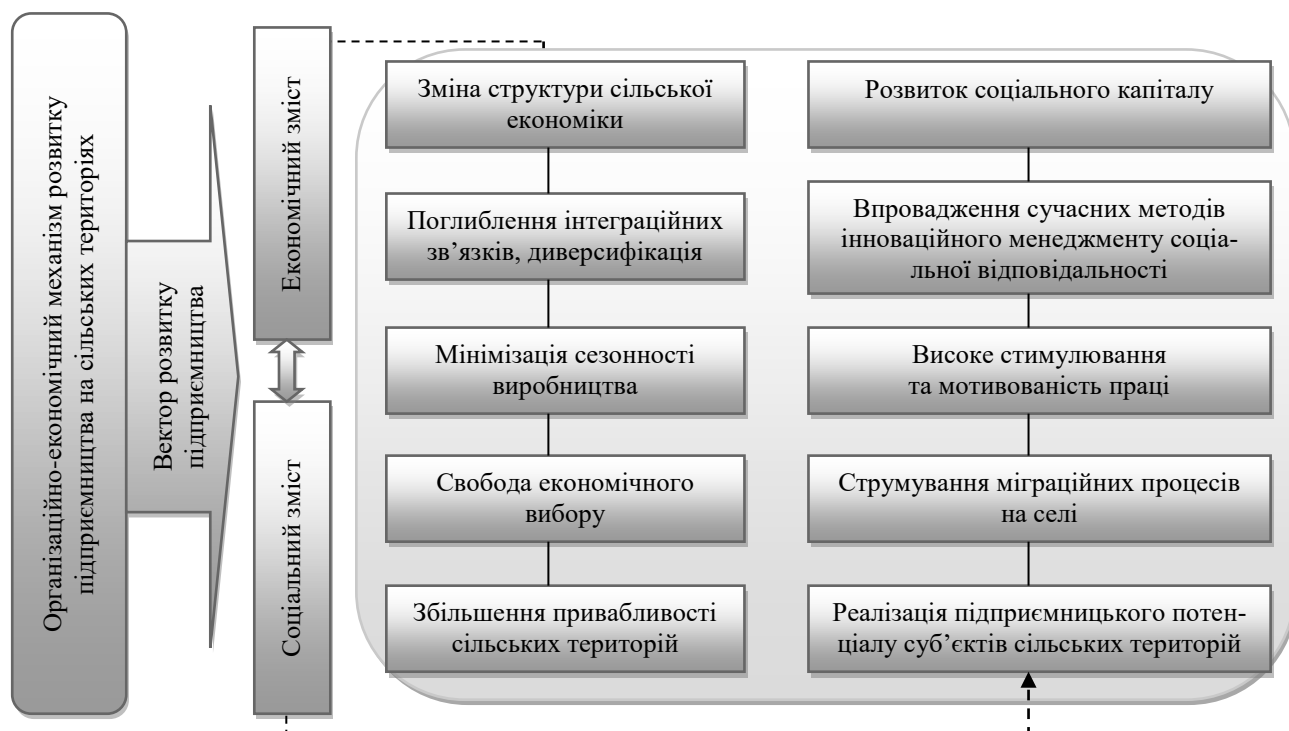 Організаційно-економічний механізм розвитку
підприємництва на сільських територіях
Вектор розвитку
підприємництва
Економічний зміст
Соціальний зміст
Зміна структури сільської
економіки
Поглиблення інтеграційних
зв’язків, диверсифікація
Мінімізація сезонності
виробництва
Свобода економічного
вибору
Збільшення привабливості
сільських територій
Розвиток соціального капіталу
Впровадження сучасних методів
інноваційного менеджменту соціа-
льної відповідальності
Високе стимулювання
та мотивованість праці
Струмування міграційних процесів
на селі
Реалізація підприємницького потен-
ціалу суб’єктів сільських територій